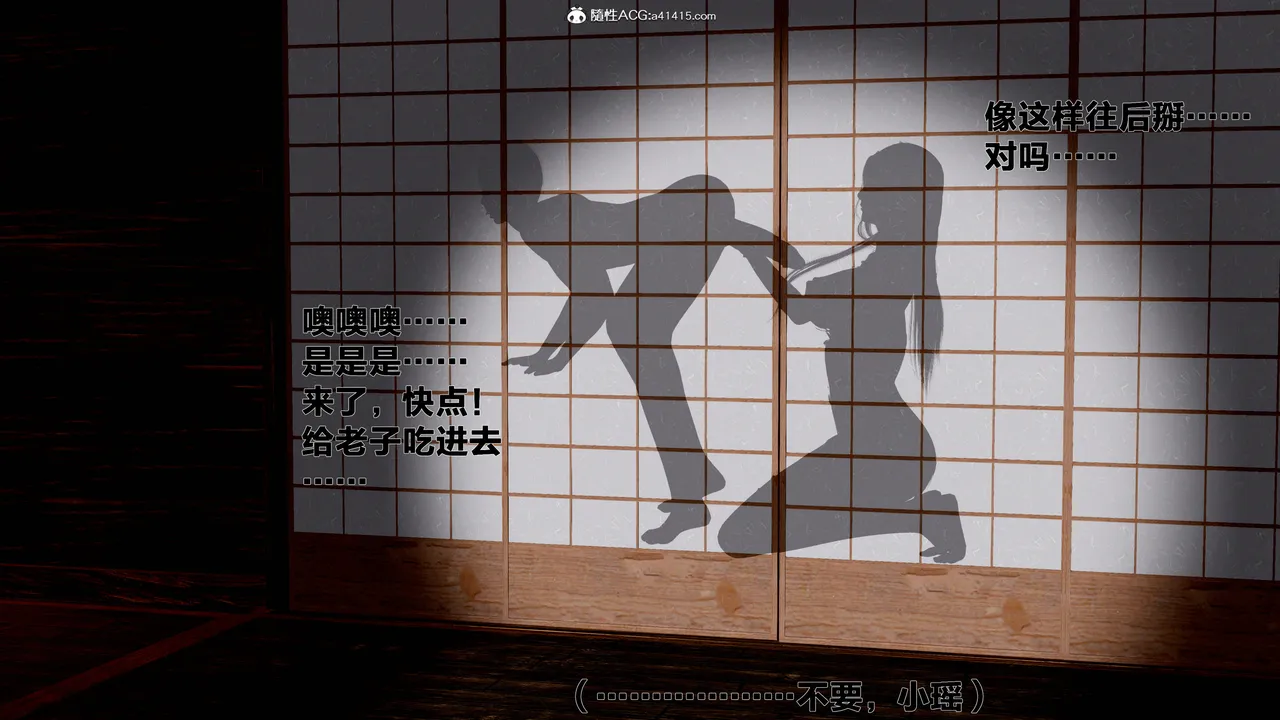 隨性ACG:a41415.com
像这样往后掰……
对吗……
噢噢噢……
是是是……
来了，快点！
给老子吃进去
……
（………………不要，小瑶）